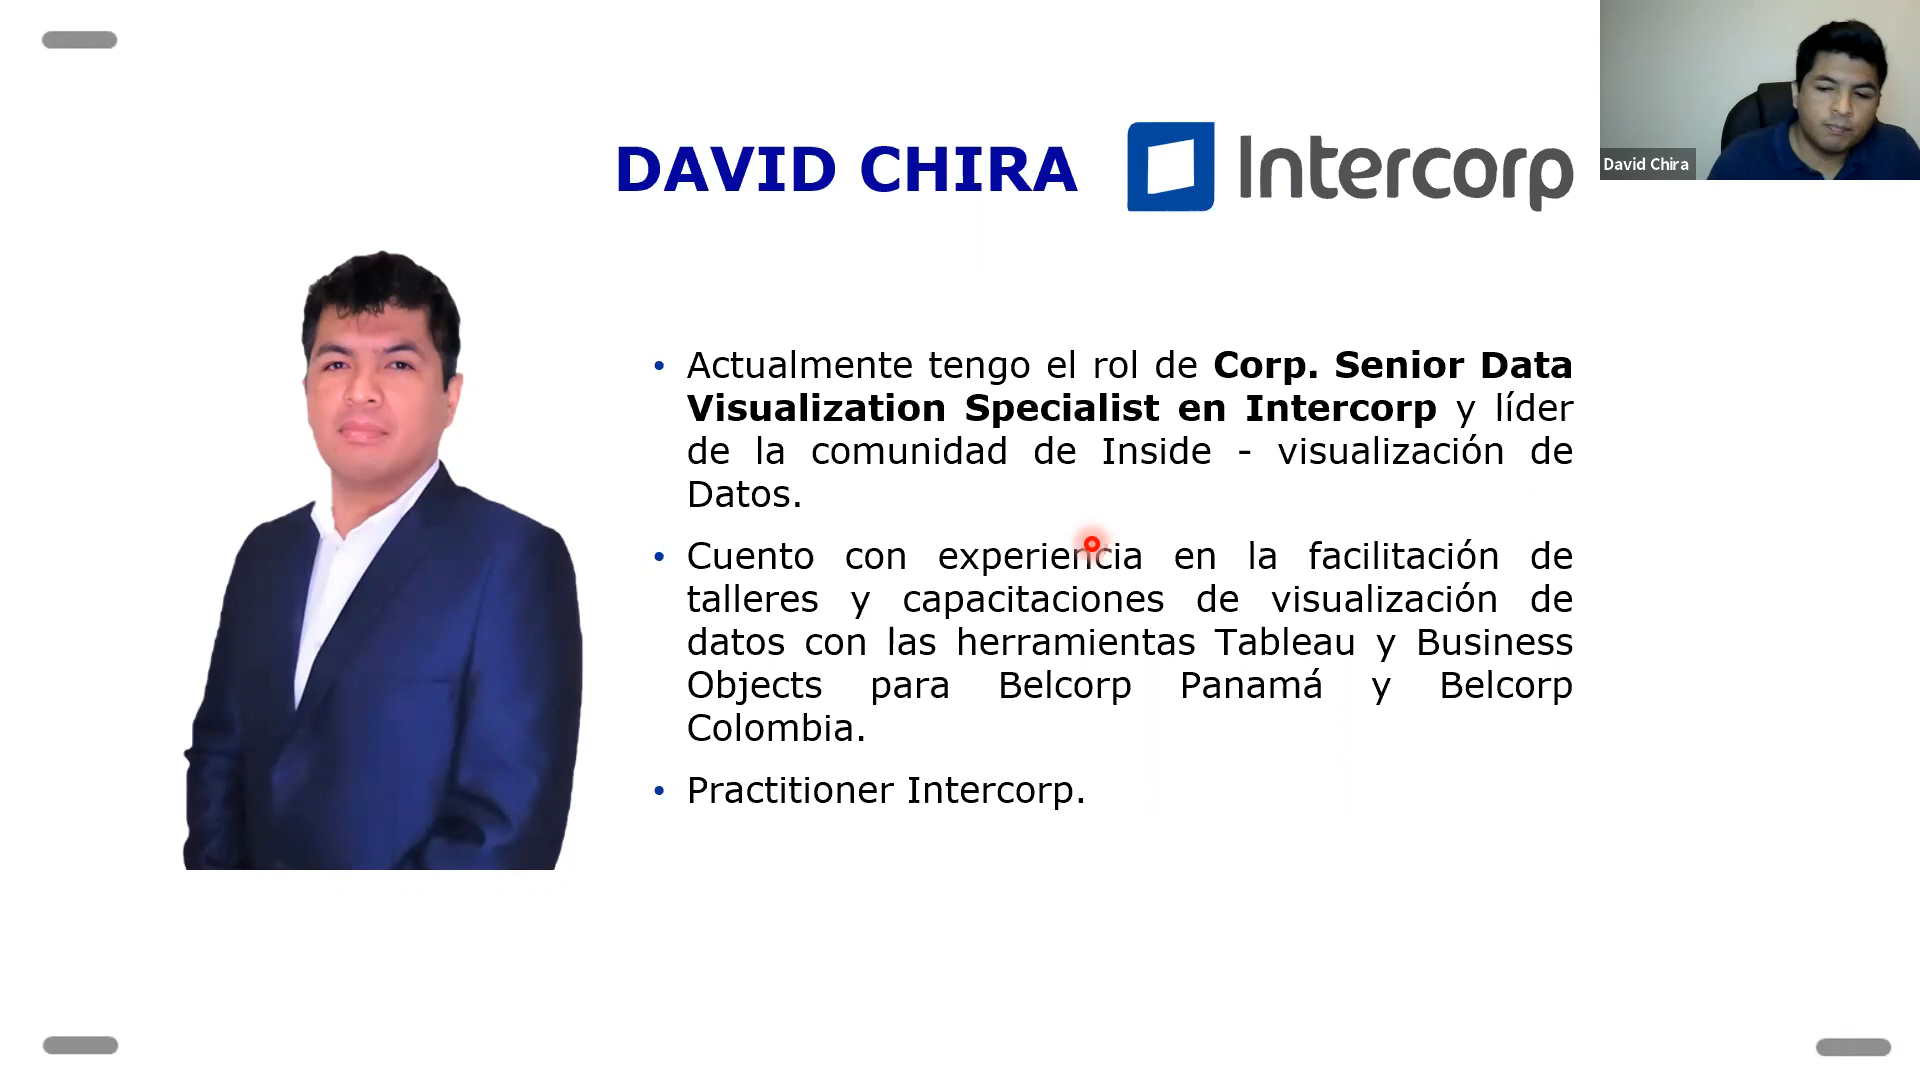 DAVID CHIRA
Intercorp
David Chira
• Actualmente tengo el rol de Corp. Senior Data
Visualization Specialist en Intercorp y líder
de la comunidad de Inside - visualización de
Datos.
• Cuento con experiencia en la facilitación de
talleres y capacitaciones de visualización de
datos con las herramientas Tableau y Business
Objects para Belcorp Panamá y Belcorp
Colombia.
• Practitioner Intercorp.